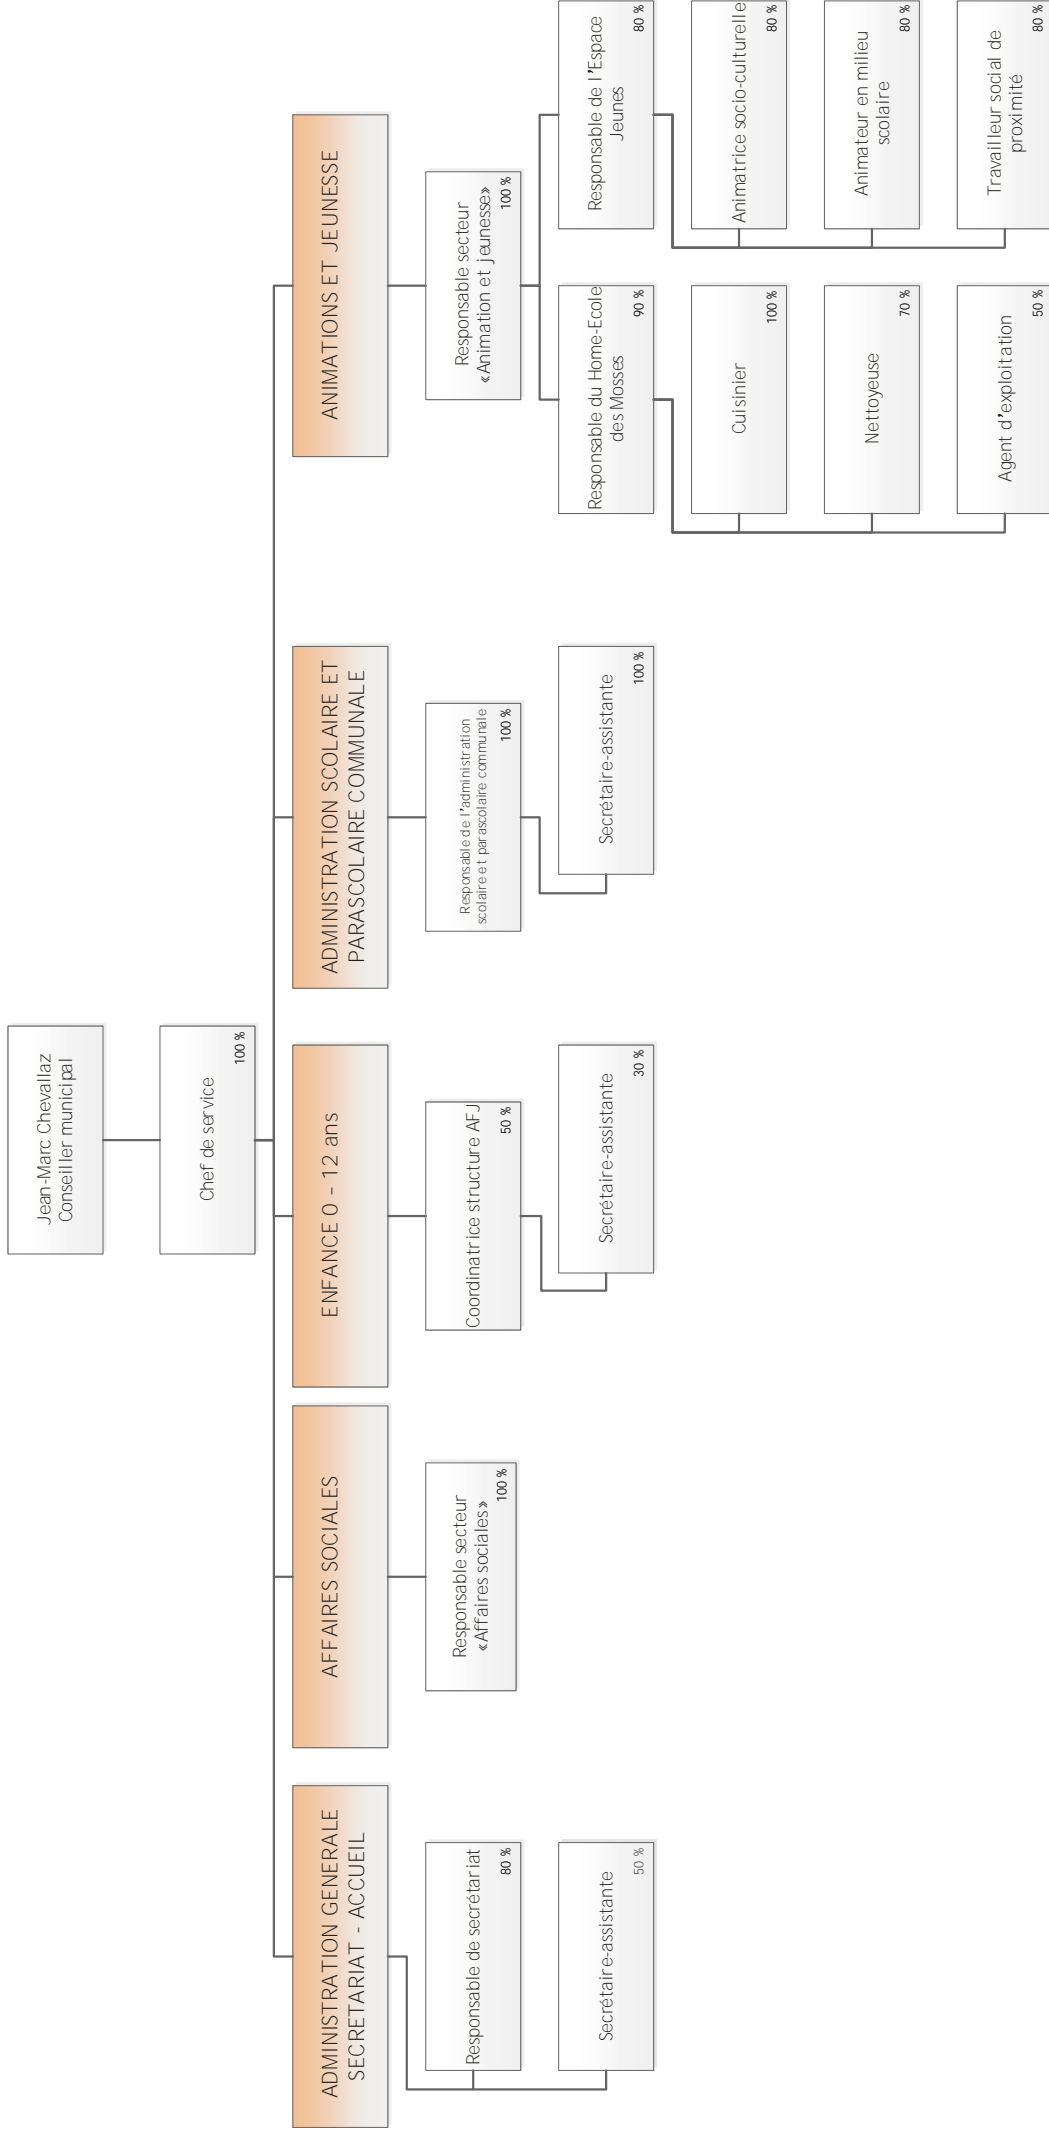 Jean-Marc Chevallaz
Conseiller municipal
Chef de service
100 %
ADMINISTRATION GENERALE
SECRETARIAT - ACCUEIL
Responsable de secrétariat
80 %
Secrétaire-assistante
50 %
AFFAIRES SOCIALES
Responsable secteur
«Affaires sociales»
100 %
ENFANCE 0 – 12 ans
Coordinatrice structure AFJ
50 %
Secrétaire-assistante
30 %
ADMINISTRATION SCOLAIRE ET
PARASCOLAIRE COMMUNALE
Responsable de l'administration
scolaire et parascolaire communale
100 %
Secrétaire-assistante
100 %
ANIMATIONS ET JEUNESSE
Responsable secteur
«Animation et jeunesse»
100 %
Responsable du Home-Ecole
des Mosses
90 %
Cuisinier
100 %
Nettoyeuse
70 %
Agent d'exploitation
50 %
Responsable de l'Espace
Jeunes
80 %
Animatrice socio-culturelle
80 %
Animateur en milieu
scolaire
80 %
Travailleur social de
proximité
80 %